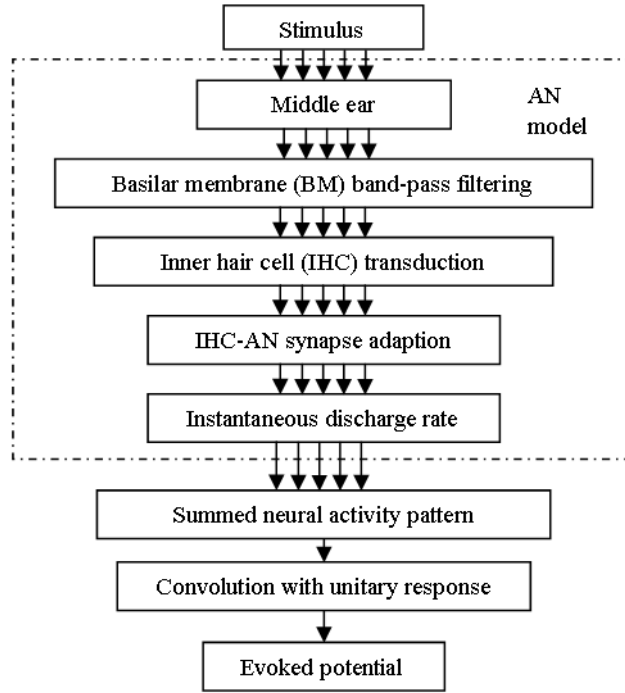 Stimulus
AN
model
Middle ear
Basilar membrane (BM) band-pass filtering
Inner hair cell (IHC) transduction
IHC-AN synapse adaption
Instantaneous discharge rate
Summed neural activity pattern
Convolution with unitary response
Evoked potential